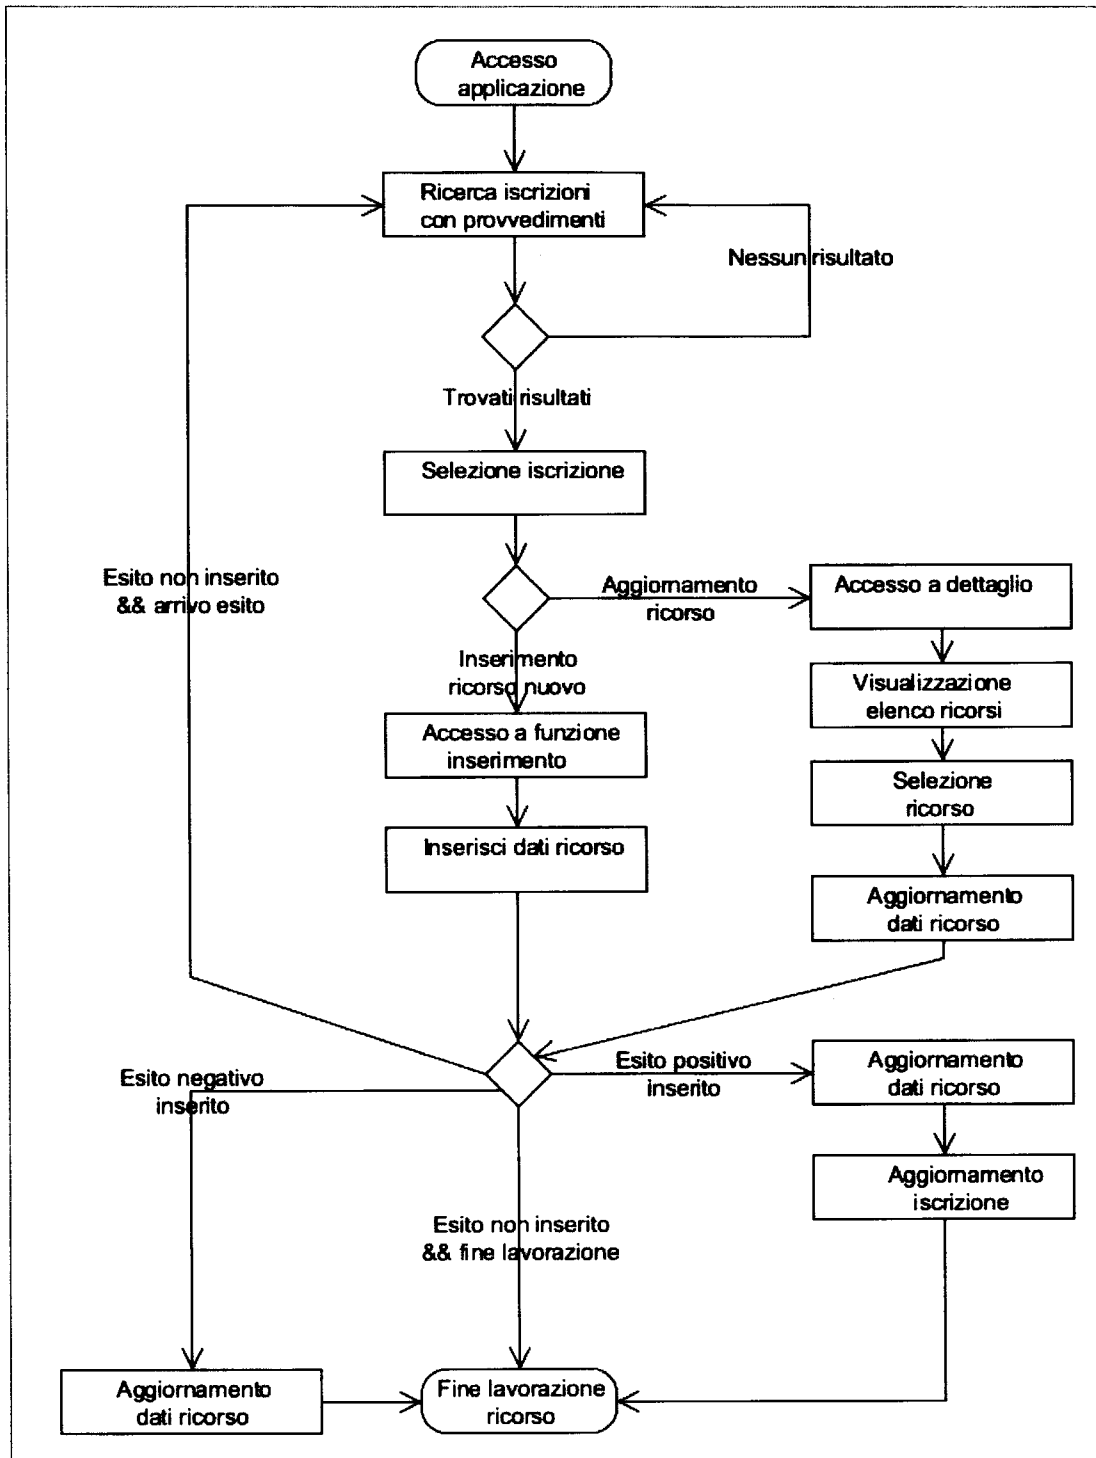 Accesso
applicazione
Ricerca iscrizioni
con provvedimenti
Nessun risultato
Trovati risultati
Selezione iscrizione
Esito non inserito
&& arrivo esito
Aggiornamento
ricorso
Accesso a dettaglio
Inserimento
ricorso nuovo
Visualizzazione
elenco ricorsi
Accesso a funzione
inserimento
Selezione
ricorso
Inserisci dati ricorso
Aggiornamento
dati ricorso
Esito negativo
inserito
Esito positivo
inserito
Aggiornamento
dati ricorso
Aggiornamento
iscrizione
Esito non inserito
&& fine lavorazione
Aggiornamento
dati ricorso
Fine lavorazione
ricorso